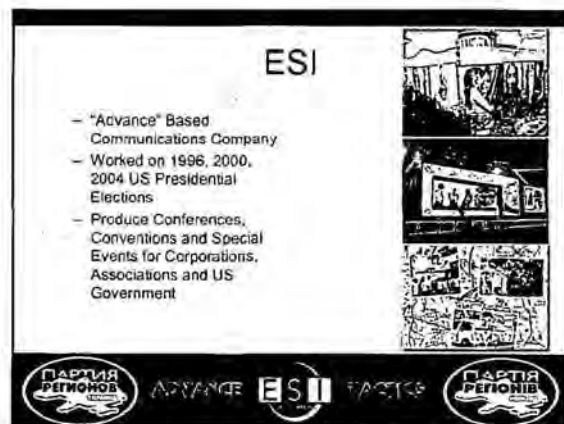 ESI
– "Advance" Based
Communications Company
– Worked on 1996, 2000,
2004 US Presidential
Elections
– Produce Conferences,
Conventions and Special
Events for Corporations,
Associations and US
Government
ПАРТИЯ
РЕГИОНОВ
ADVANCE ESI TACTICS
ПАРТІЯ
РЕГІОНІВ